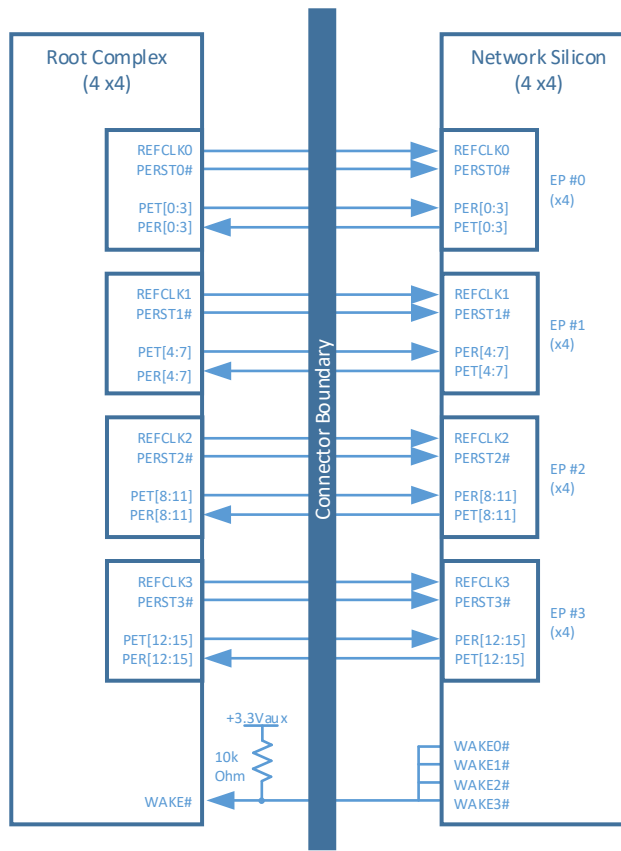 Root Complex
(4 x4)
REFCLK0
PERST0#
PET[0:3]
PER[0:3]
REFCLK1
PERST1#
PET[4:7]
PER[4:7]
REFCLK2
PERST2#
PET[8:11]
PER[8:11]
REFCLK3
PERST3#
PET[12:15]
PER[12:15]
+3.3Vaux
10k
Ohm
WAKE#
Connector Boundary
Network Silicon
(4 x4)
REFCLK0
PERST0#
PER[0:3]
PET[0:3]
EP #0
(x4)
REFCLK1
PERST1#
PER[4:7]
PET[4:7]
EP #1
(x4)
REFCLK2
PERST2#
PER[8:11]
PET[8:11]
EP #2
(x4)
REFCLK3
PERST3#
PER[12:15]
PET[12:15]
EP #3
(x4)
WAKE0#
WAKE1#
WAKE2#
WAKE3#